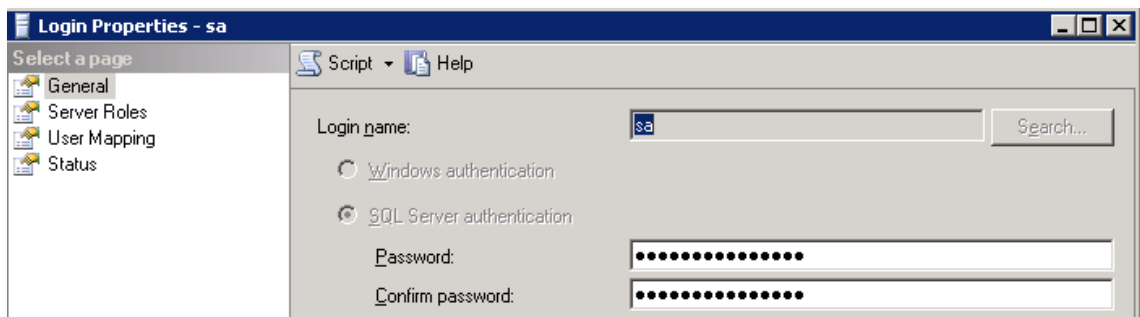 Login Properties - sa
Select a page
General
Server Roles
User Mapping
Status
Script Help
Login name: sa Search...
Windows authentication
SQL Server authentication
Password: ●●●●●●●●●●●●●●●
Confirm password: ●●●●●●●●●●●●●●●